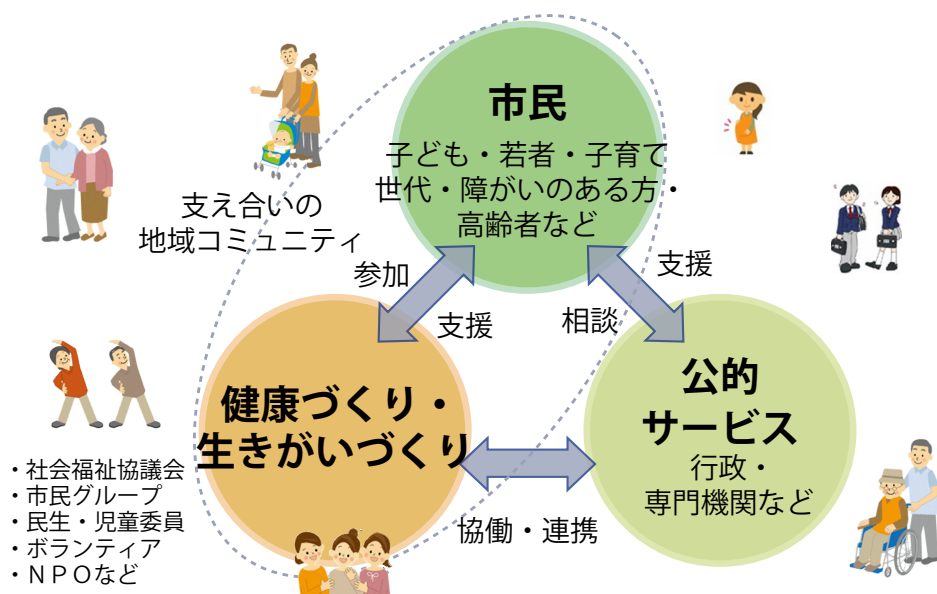 市民
子ども・若者・子育て
世代・障がいのある方・
高齢者など
支え合いの
地域コミュニティ
参加
支援
支援
相談
健康づくり・
生きがいづくり
公的
サービス
行政・
専門機関など
協働・連携
・社会福祉協議会
・市民グループ
・民生・児童委員
・ボランティア
・ＮＰＯなど